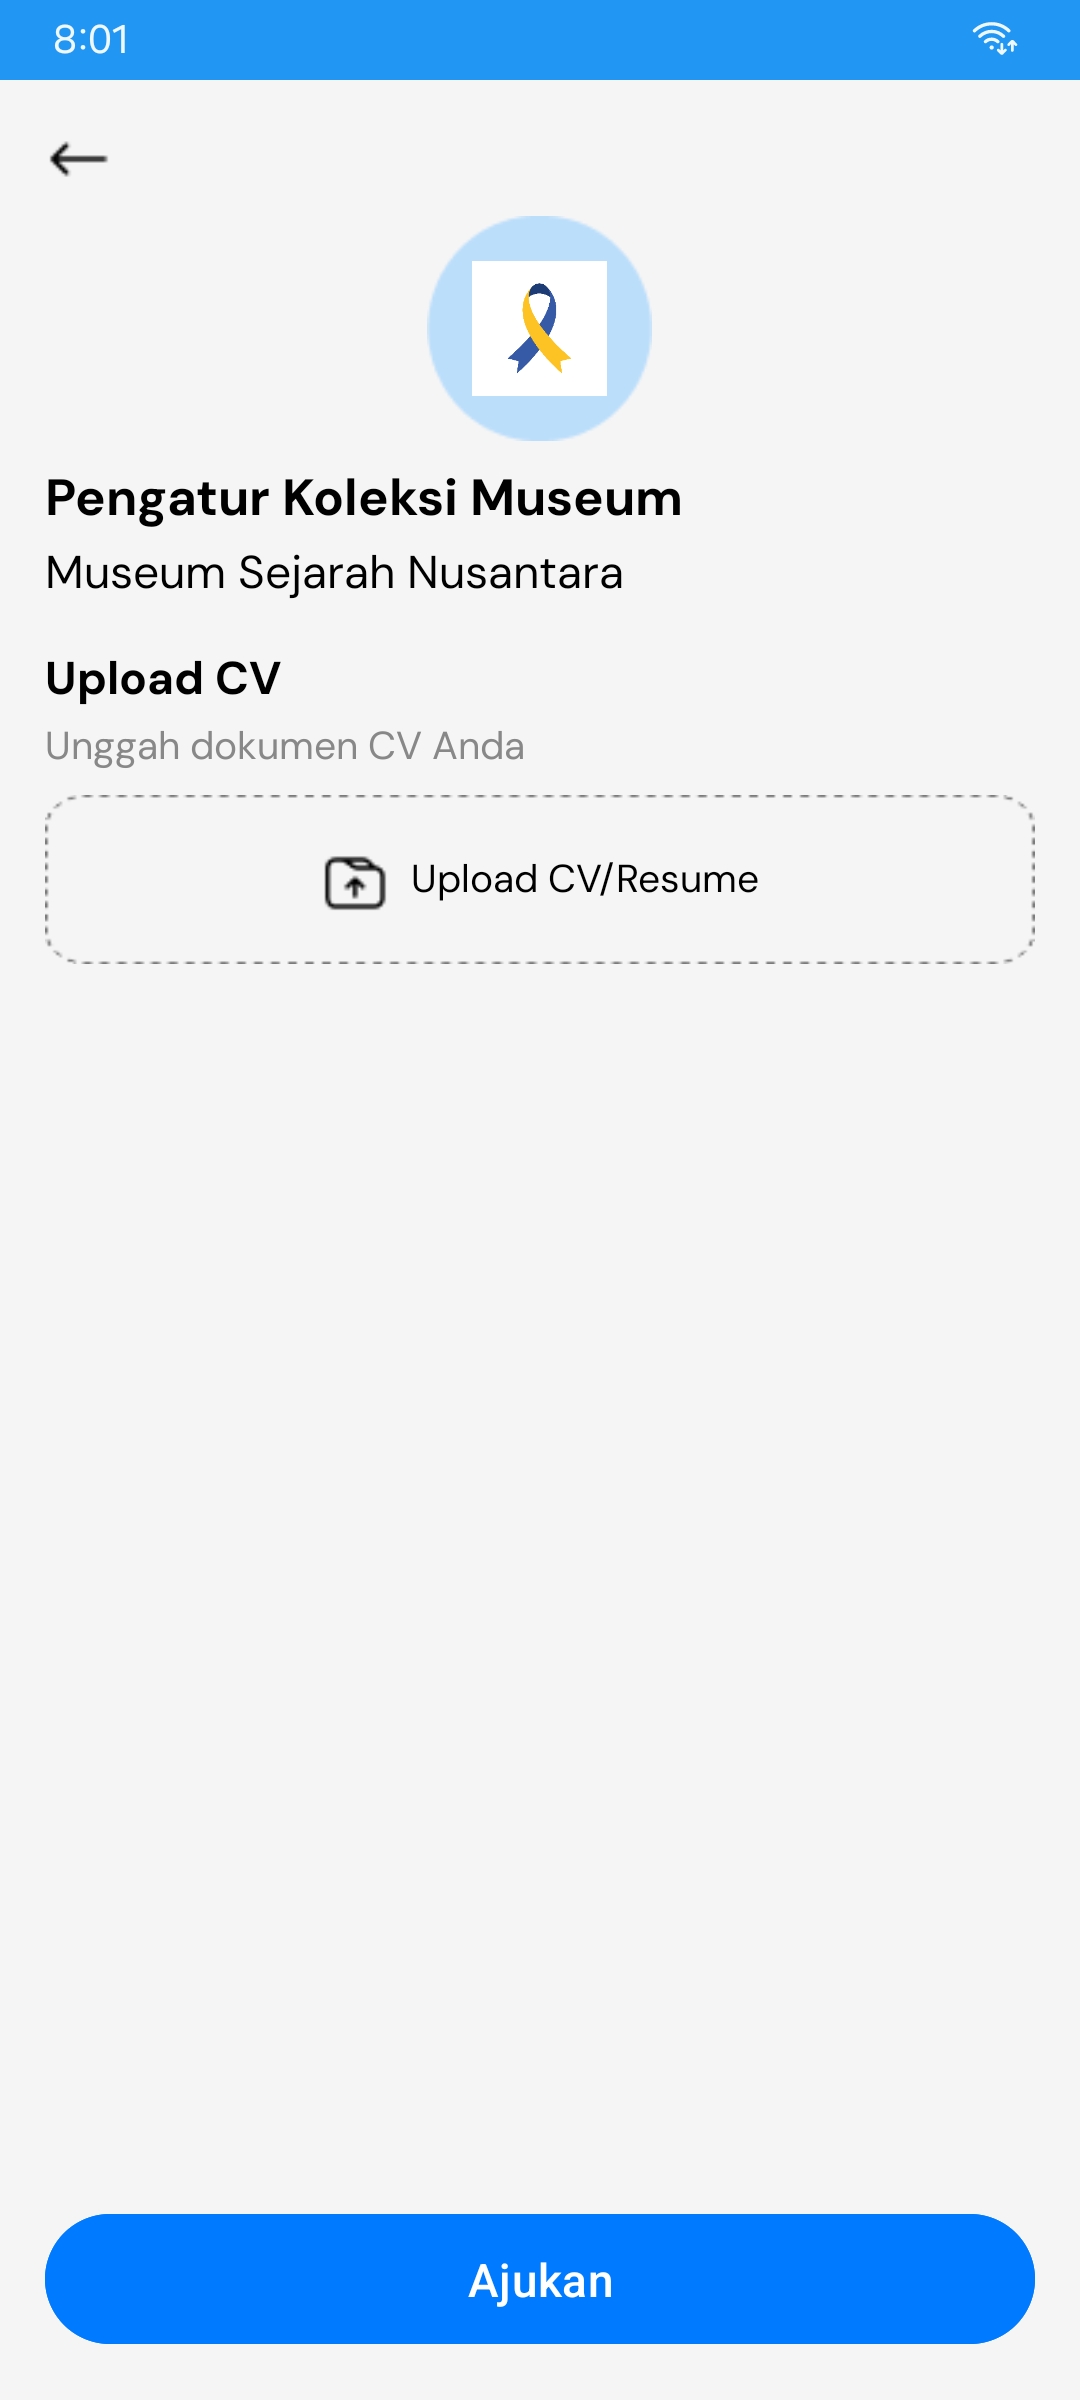 8:01
Pengatur Koleksi Museum
Museum Sejarah Nusantara
Upload CV
Unggah dokumen CV Anda
Upload CV/Resume
Ajukan